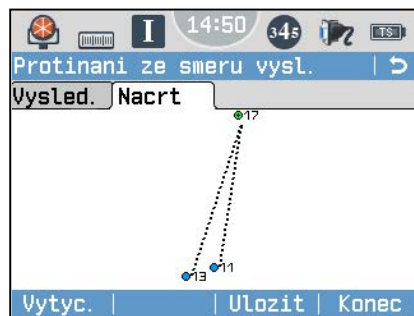 I 14:50 345 TS
Protinani ze smeru vysl.
Vysled. Nacrt
17
13 11
Vytyc. Ulozit Konec